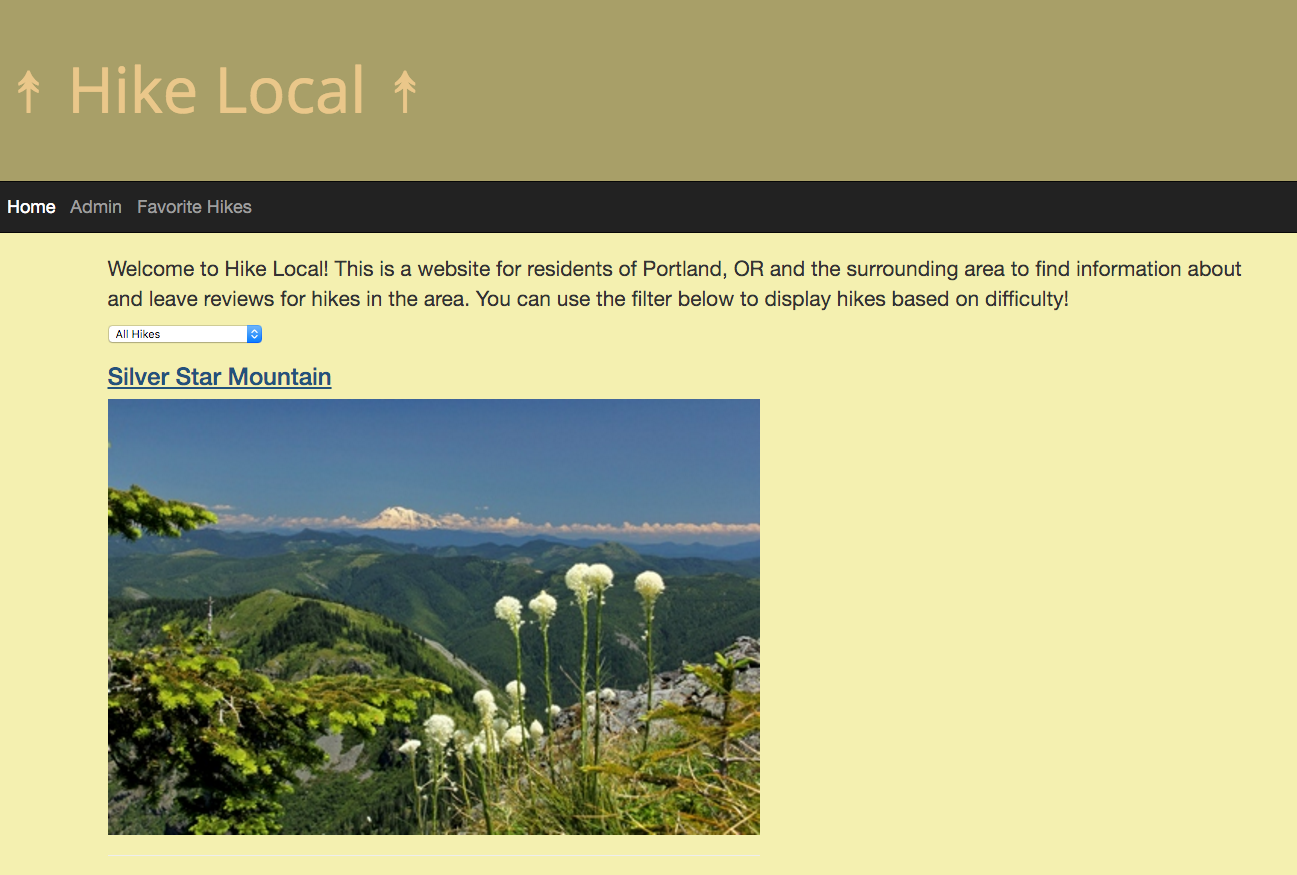 ↟ Hike Local ↟
Home Admin Favorite Hikes
Welcome to Hike Local! This is a website for residents of Portland, OR and the surrounding area to find information about
and leave reviews for hikes in the area. You can use the filter below to display hikes based on difficulty!
All Hikes
Silver Star Mountain